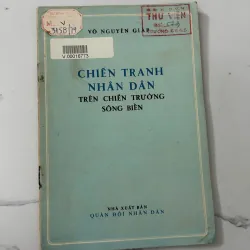 THƯ VIỆN
V 00016773
VÕ NGUYÊN GIÁP
CHIẾN TRANH
NHÂN DÂN
TRÊN CHIẾN TRƯỜNG
SÔNG BIỂN
NHÀ XUẤT BẢN
QUÂN ĐỘI NHÂN DÂN